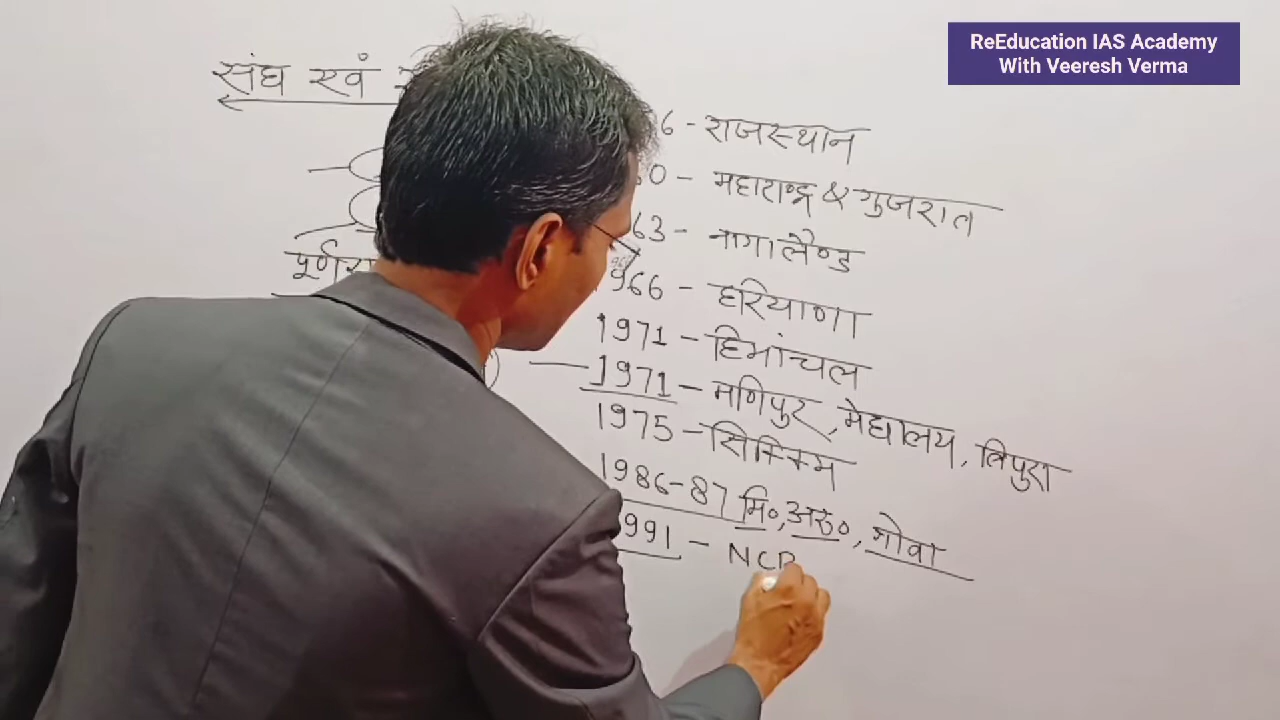 ReEducation IAS Academy
With Veeresh Verma
संघ एवं
6 - राजस्थान
60 - महाराष्ट्र & गुजरात
63 - नागालैण्ड
पूर्ण
966 - हरियाणा
1971 - हिमांचल
1971 - मणिपुर, मेघालय, त्रिपुरा
1975 - सिक्किम
1986-87 मि०, अरु०, गोवा
991 - NCR